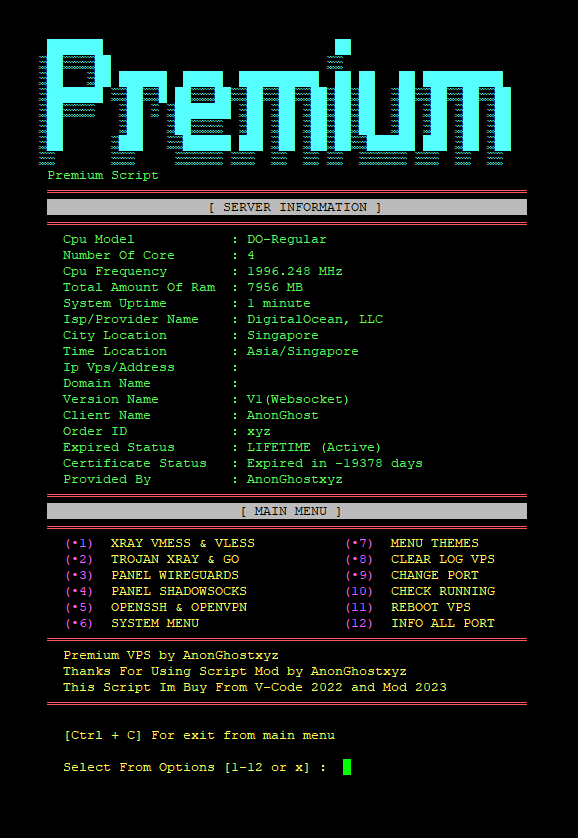 Premium
Premium Script
[ SERVER INFORMATION ]
Cpu Model : DO-Regular
Number Of Core : 4
Cpu Frequency : 1996.248 MHz
Total Amount Of Ram : 7956 MB
System Uptime : 1 minute
Isp/Provider Name : DigitalOcean, LLC
City Location : Singapore
Time Location : Asia/Singapore
Ip Vps/Address :
Domain Name :
Version Name : V1(Websocket)
Client Name : AnonGhost
Order ID : xyz
Expired Status : LIFETIME (Active)
Certificate Status : Expired in -19378 days
Provided By : AnonGhostxyz
[ MAIN MENU ]
(•1) XRAY VMESS & VLESS (•7) MENU THEMES
(•2) TROJAN XRAY & GO (•8) CLEAR LOG VPS
(•3) PANEL WIREGUARDS (•9) CHANGE PORT
(•4) PANEL SHADOWSOCKS (10) CHECK RUNNING
(•5) OPENSSH & OPENVPN (11) REBOOT VPS
(•6) SYSTEM MENU (12) INFO ALL PORT
Premium VPS by AnonGhostxyz
Thanks For Using Script Mod by AnonGhostxyz
This Script Im Buy From V-Code 2022 and Mod 2023
[Ctrl + C] For exit from main menu
Select From Options [1-12 or x] :